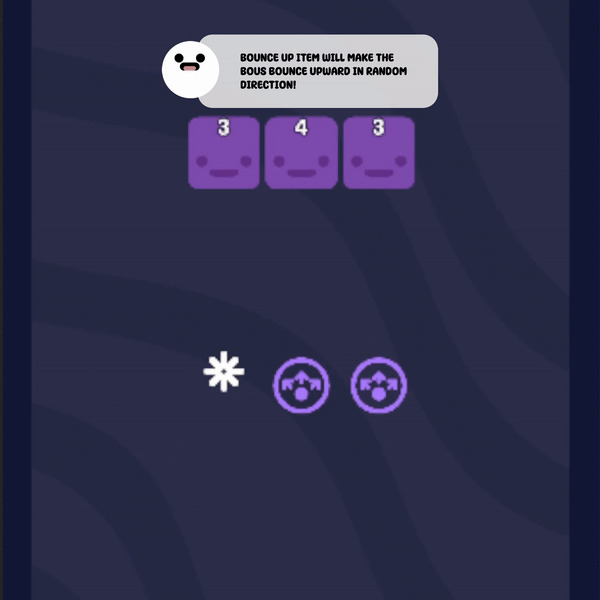 BOUNCE UP ITEM WILL MAKE THE
BOUS BOUNCE UPWARD IN RANDOM
DIRECTION!
3 4 3